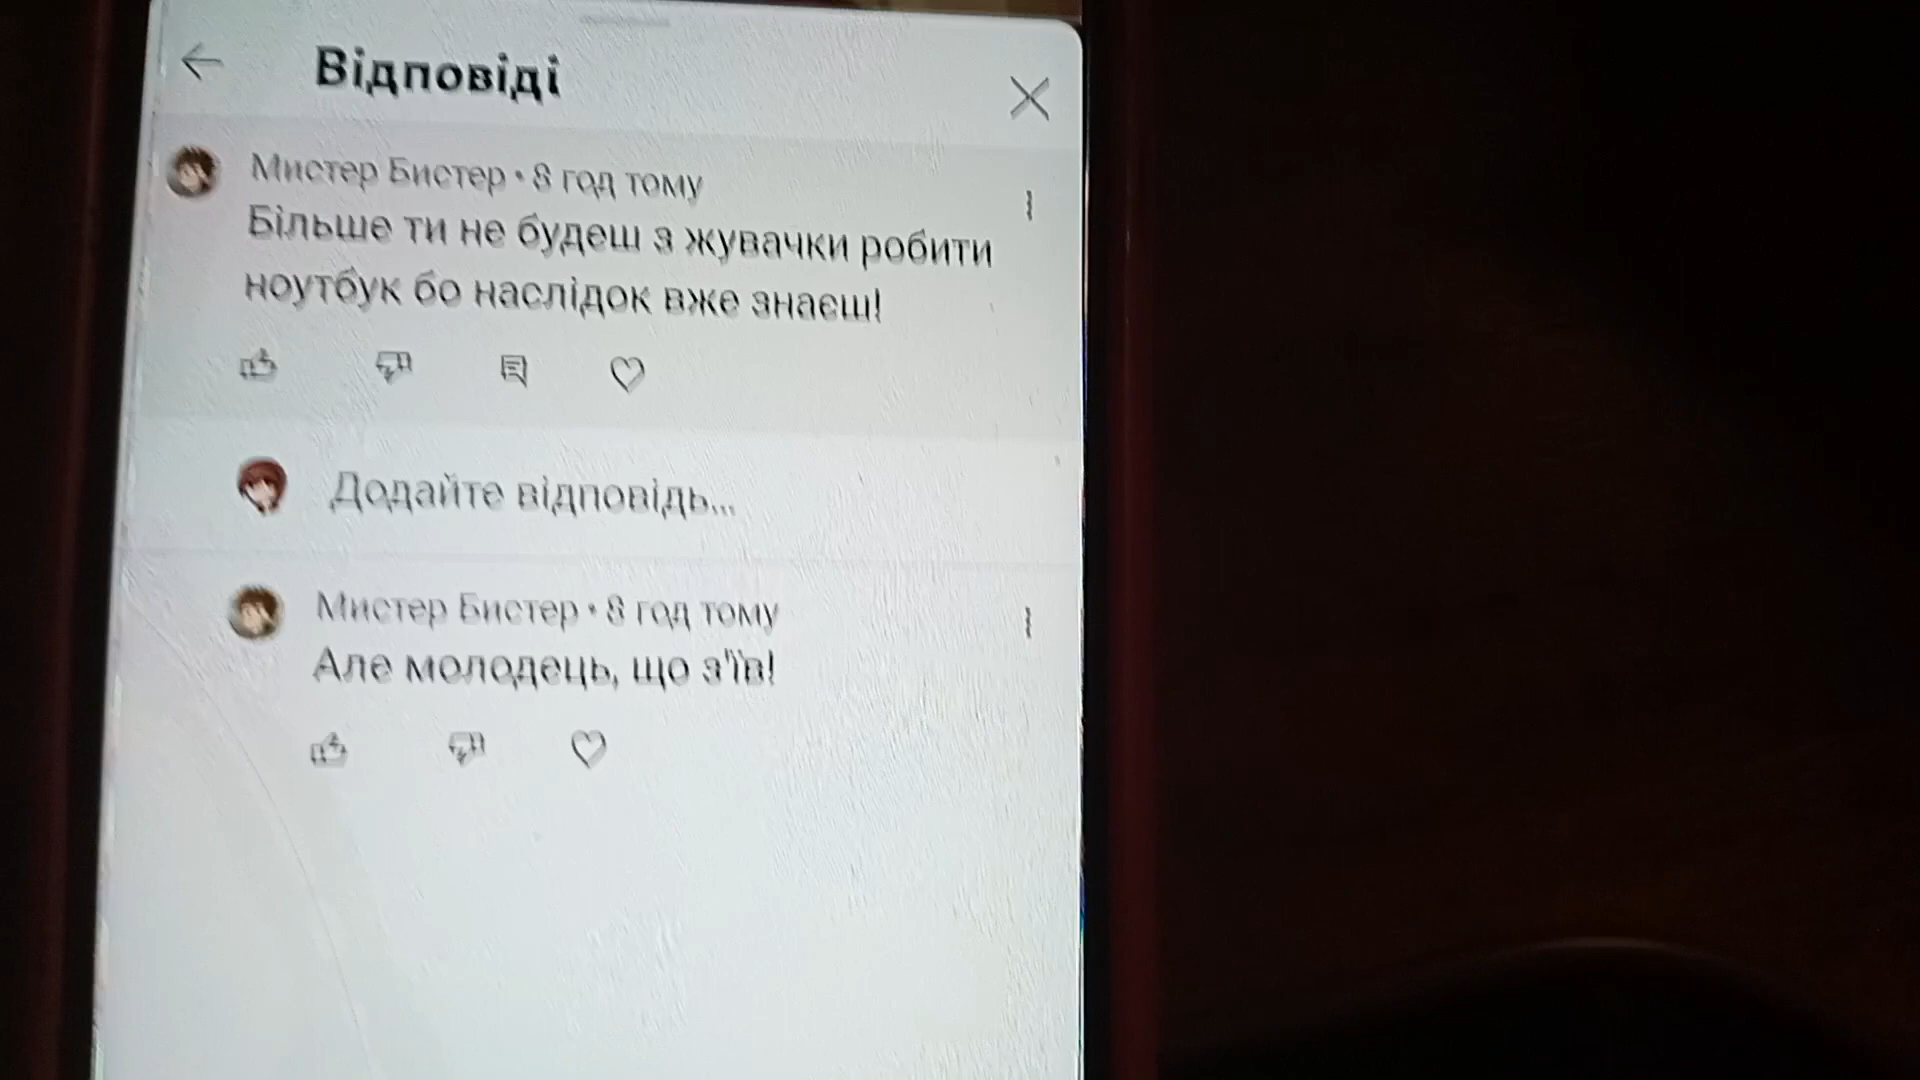 Відповіді
Мистер Бистер • 8 год тому
Більше ти не будеш з жувачки робити
ноутбук бо наслідок вже знаєш!
Додайте відповідь...
Мистер Бистер • 8 год тому
Але молодець, що з'їв!